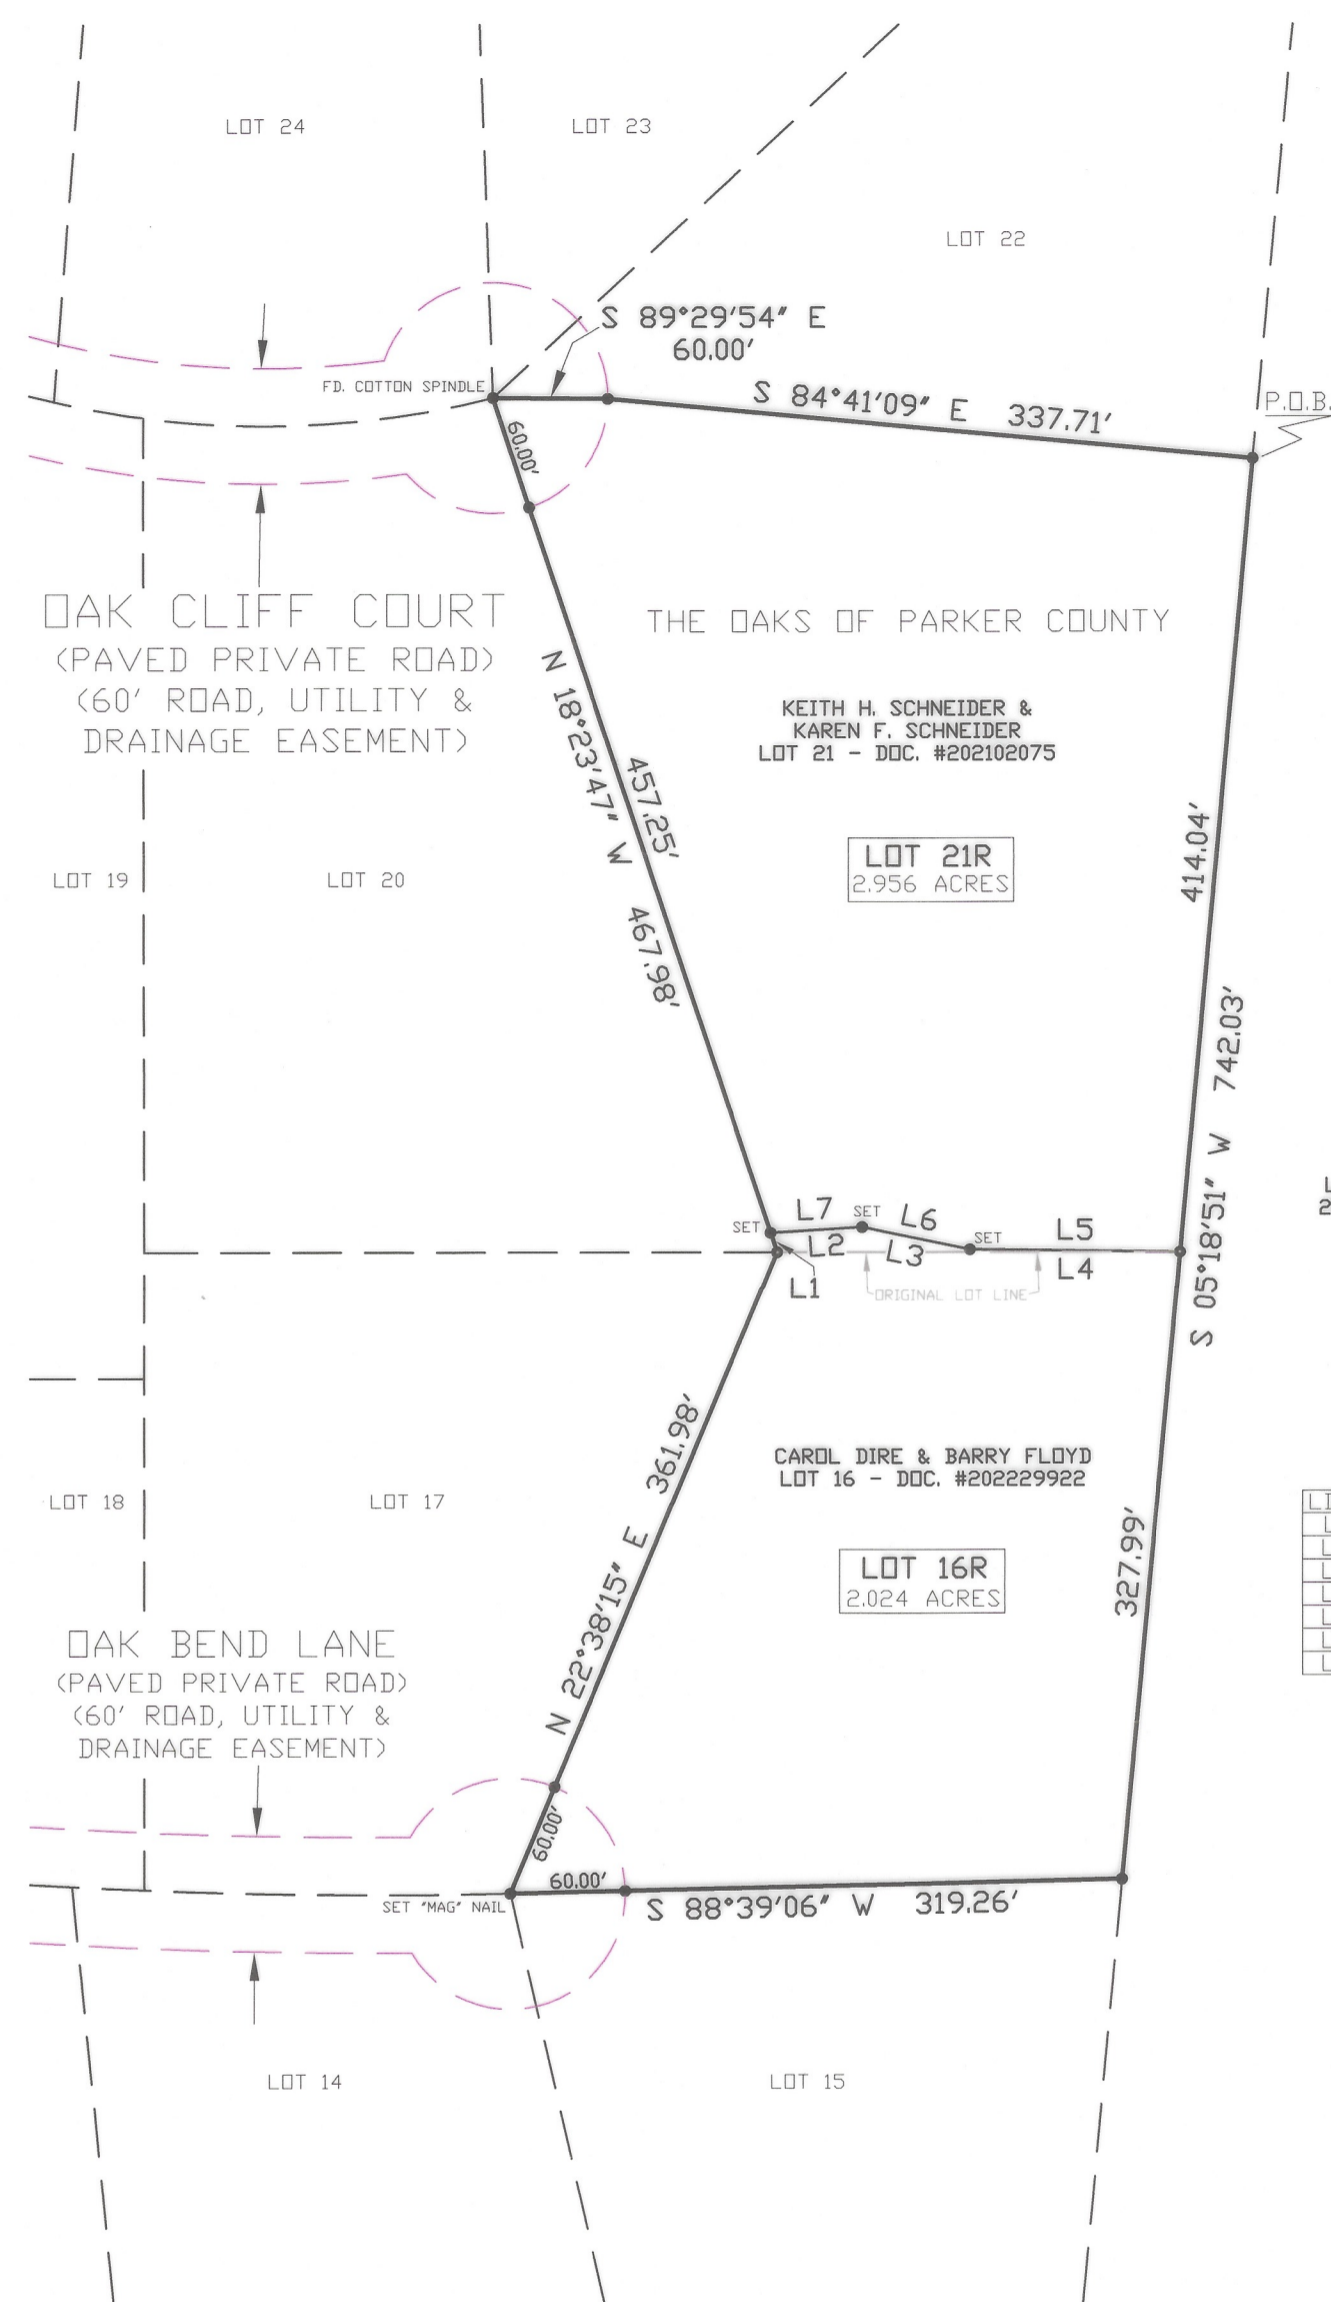 LOT 24
LOT 23
LOT 22
S 89°29'54" E
60.00'
FD. COTTON SPINDLE
S 84°41'09" E 337.71'
P.O.B.
60.00'
OAK CLIFF COURT
(PAVED PRIVATE ROAD)
(60' ROAD, UTILITY &
DRAINAGE EASEMENT)
THE OAKS OF PARKER COUNTY
KEITH H. SCHNEIDER &
KAREN F. SCHNEIDER
LOT 21 - DOC. #202102075
N 18°23'47" W 467.98'
457.25'
414.04'
LOT 21R
2.956 ACRES
LOT 19
LOT 20
S 05°18'51" W 742.03'
SET
L7
SET
L6
SET
L5
L2
L3
L4
L1
ORIGINAL LOT LINE
N 22°38'15" E 361.98'
CAROL DIRE & BARRY FLOYD
LOT 16 - DOC. #202229922
LOT 18
LOT 17
327.99'
LOT 16R
2.024 ACRES
OAK BEND LANE
(PAVED PRIVATE ROAD)
(60' ROAD, UTILITY &
DRAINAGE EASEMENT)
60.00'
60.00'
SET "MAG" NAIL
S 88°39'06" W 319.26'
LOT 14
LOT 15